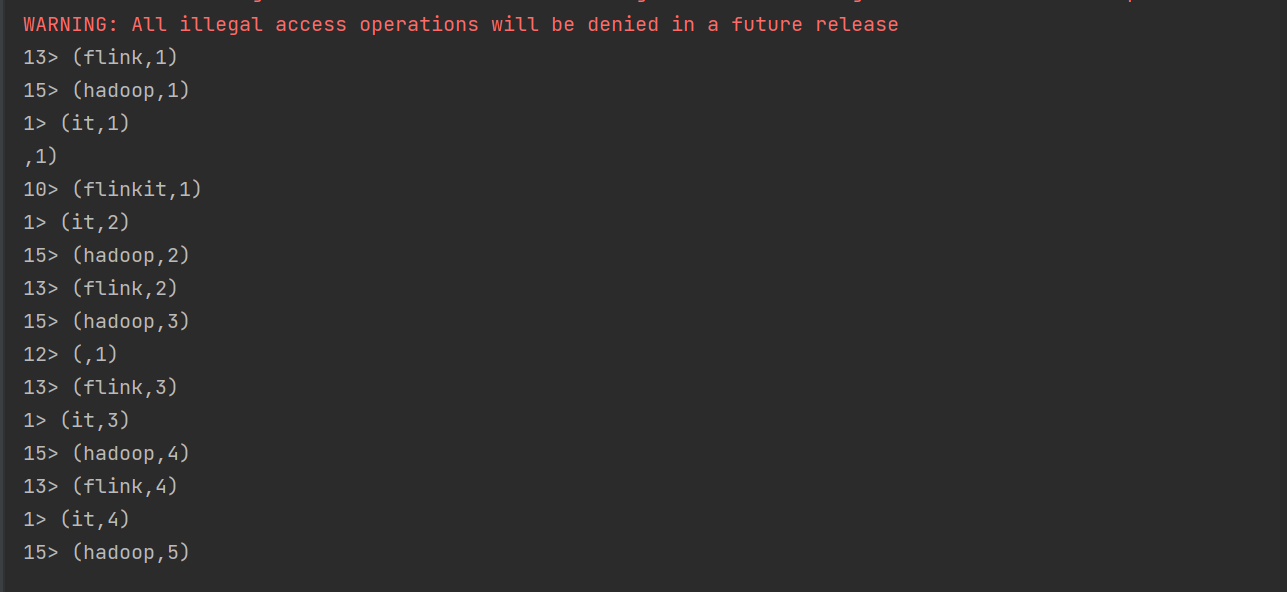 WARNING: All illegal access operations will be denied in a future release
13> (flink,1)
15> (hadoop,1)
1> (it,1)
,1)
10> (flinkit,1)
1> (it,2)
15> (hadoop,2)
13> (flink,2)
15> (hadoop,3)
12> (,1)
13> (flink,3)
1> (it,3)
15> (hadoop,4)
13> (flink,4)
1> (it,4)
15> (hadoop,5)